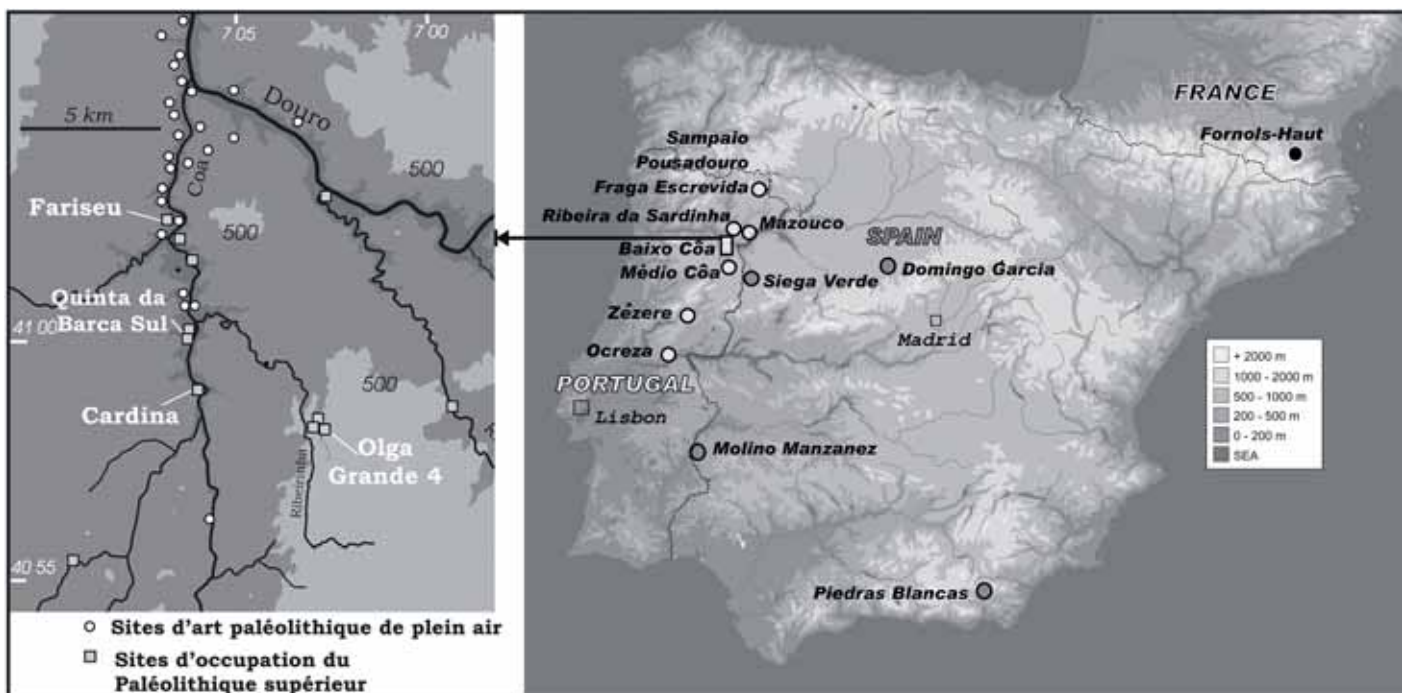 7 05
7 00
5 km
Douro
Côa
500
Fariseu
500
Quinta da
Barca Sul
41 00
500
Cardina
Olga
Grande 4
Ribeirinha
40 55
Sites d'art paléolithique de plein air
Sites d'occupation du
Paléolithique supérieur
FRANCE
Fornols-Haut
Sampaio
Pousadouro
Fraga Escrevida
Ribeira da Sardinha
Mazouco
SPAIN
Baixo Côa
Médio Côa
Domingo Garcia
Siega Verde
Zêzere
Madrid
Ocreza
PORTUGAL
Lisbon
Molino Manzanez
Piedras Blancas
+ 2000 m
1000 - 2000 m
500 - 1000 m
200 - 500 m
0 - 200 m
SEA